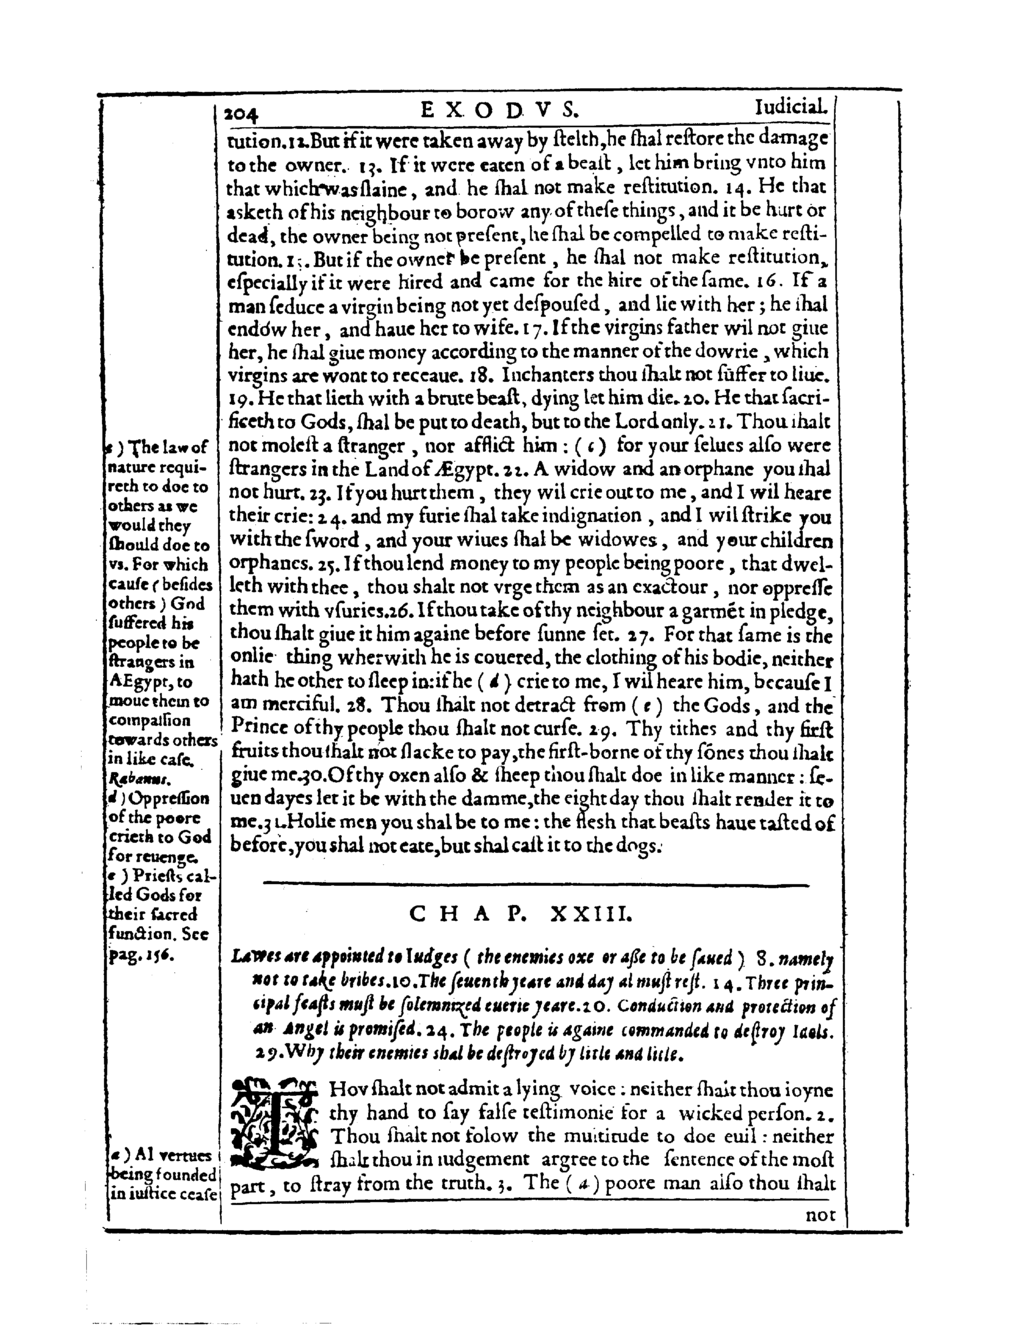 204 EXODVS. Iudicial.
tution. 12. But if it were taken away by ſtelth, he ſhal reſtore the damage
to the owner. 13. If it were eaten of a beaſt, let him bring vnto him
that which was ſlaine, and he ſhal not make reſtitution. 14. He that
asketh of his neighbour to borow any of theſe things, and it be hurt or
dead, the owner being not preſent, he ſhal be compelled to make reſti-
tution. 15. But if the owner be preſent, he ſhal not make reſtitution,
eſpecially if it were hired and came for the hire of the ſame. 16. If a
man ſeduce a virgin being not yet deſpouſed, and lie with her; he ſhal
endow her, and haue her to wife. 17. If the virgins father wil not giue
her, he ſhal giue money according to the manner of the dowrie, which
virgins are wont to receaue. 18. Inchanters thou ſhalt not ſuffer to liue.
19. He that lieth with a brute beaſt, dying let him die. 20. He that ſacri-
ficeth to Gods, ſhal be put to death, but to the Lord only. 21. Thou ſhalt
not moleſt a ſtranger, nor afflict him: (c) for your ſelues alſo were
ſtrangers in the Land of Ægypt. 22. A widow and an orphane you ſhal
not hurt. 23. If you hurt them, they wil crie out to me, and I wil heare
their crie: 24. and my furie ſhal take indignation, and I wil ſtrike you
with the ſword, and your wiues ſhal be widowes, and your children
orphanes. 25. If thou lend money to my people being poore, that dwel-
leth with thee, thou shalt not vrge them as an exactour, nor oppreſſe
them with vſuries. 26. If thou take of thy neighbour a garmēt in pledge,
thou ſhalt giue it him againe before ſunne ſet. 27. For that ſame is the
onlie thing wherwith he is couered, the clothing of his bodie, neither
hath he other to ſleep in: if he (d) crie to me, I wil heare him, becauſe I
am merciful. 28. Thou ſhalt not detract from (e) the Gods, and the
Prince of thy people thou ſhalt not curſe. 29. Thy tithes and thy firſt
fruits thou ſhalt not ſlacke to pay, the firſt-borne of thy ſones thou ſhalt
giue me. 30. Of thy oxen alſo & ſheep thou ſhalt doe in like manner: ſe-
uen dayes let it be with the damme, the eight day thou ſhalt render it to
me. 31. Holie men you shal be to me: the flesh that beaſts haue taſted of
before, you shal not eate, but shal caſt it to the dogs.
c) The law of
nature requi-
reth to doe to
others as we
would they
ſhould doe to
vs. For which
cauſe (beſides
others) God
ſuffered his
people to be
ſtrangers in
AEgypt, to
moue them to
compaſſion
towards others
in like caſe.
Rabanus.
d) Oppreſſion
of the poore
crieth to God
for reuenge.
e) Prieſts cal-
led Gods for
their ſacred
function. See
pag. 156.
CHAP. XXIII.
Lawes are appointed to Iudges (the enemies oxe or aſſe to be ſaued) 8. namely
not to take bribes. 10. The ſeuenth yeare and day al muſt reſt. 14. Three prin-
cipal feaſts muſt be ſolemnized euerie yeare. 20. Conduction and protection of
an Angel is promiſed. 24. The people is againe commanded to deſtroy Idols.
29. Why their enemies shal be deſtroyed by litle and litle.
THov ſhalt not admit a lying voice: neither ſhalt thou ioyne
thy hand to ſay falſe teſtimonie for a wicked perſon. 2.
Thou ſhalt not folow the multitude to doe euil: neither
ſhalt thou in iudgement argree to the ſentence of the moſt
part, to ſtray from the truth. 3. The (a) poore man alſo thou ſhalt
a) Al vertues
being founded
in iuſtice ceaſe
not